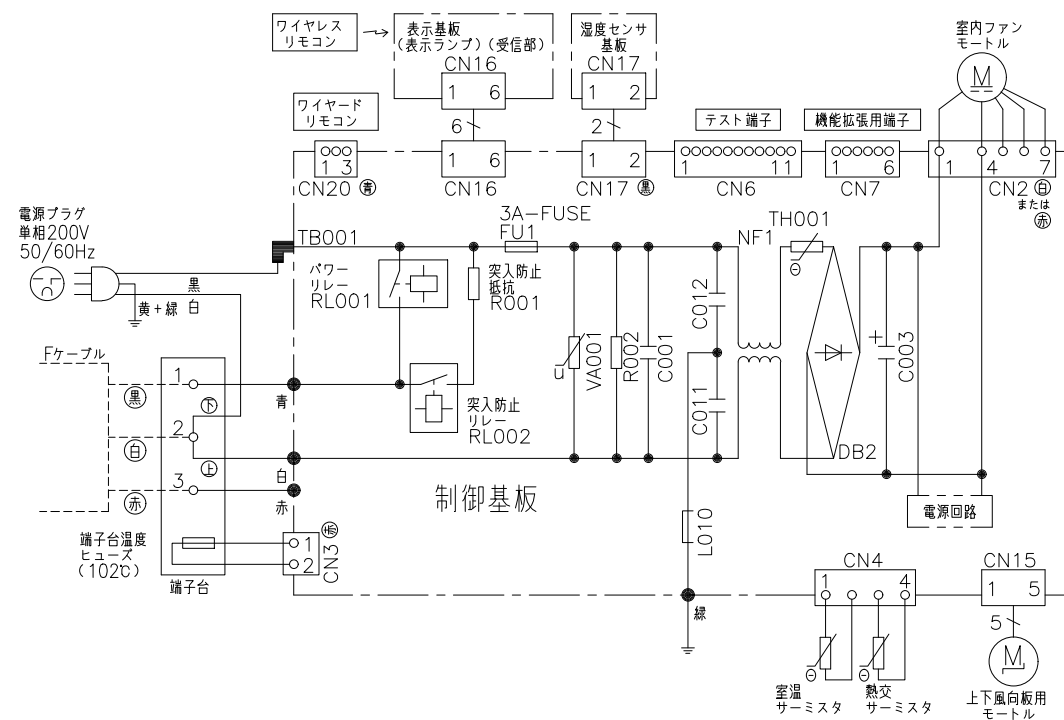 ワイヤレス
リモコン
表示基板
(表示ランプ)(受信部)
CN16
1 6
6
1 6
CN16
湿度センサ
基板
CN17
1 2
2
1 2
CN17 黒
ワイヤード
リモコン
1 3
CN20 青
テスト端子
1 11
CN6
機能拡張用端子
1 6
CN7
室内ファン
モートル
M
1 4 7
CN2 白
または
赤
電源プラグ
単相200V
50/60Hz
黒
白
黄+緑
TB001
パワー
リレー
RL001
3A-FUSE
FU1
突入防止
抵抗
R001
突入防止
リレー
RL002
u
VA001
R002
C001
C012
C011
NF1
TH001
DB2
+
C003
電源回路
L010
緑
制御基板
Fケーブル
黒
白
赤
1
2
3
下
上
青
白
赤
端子台温度
ヒューズ
(102℃)
端子台
1
2
CN3 赤
CN4
1 4
室温
サーミスタ
熱交
サーミスタ
CN15
1 5
5
M
上下風向板用
モートル